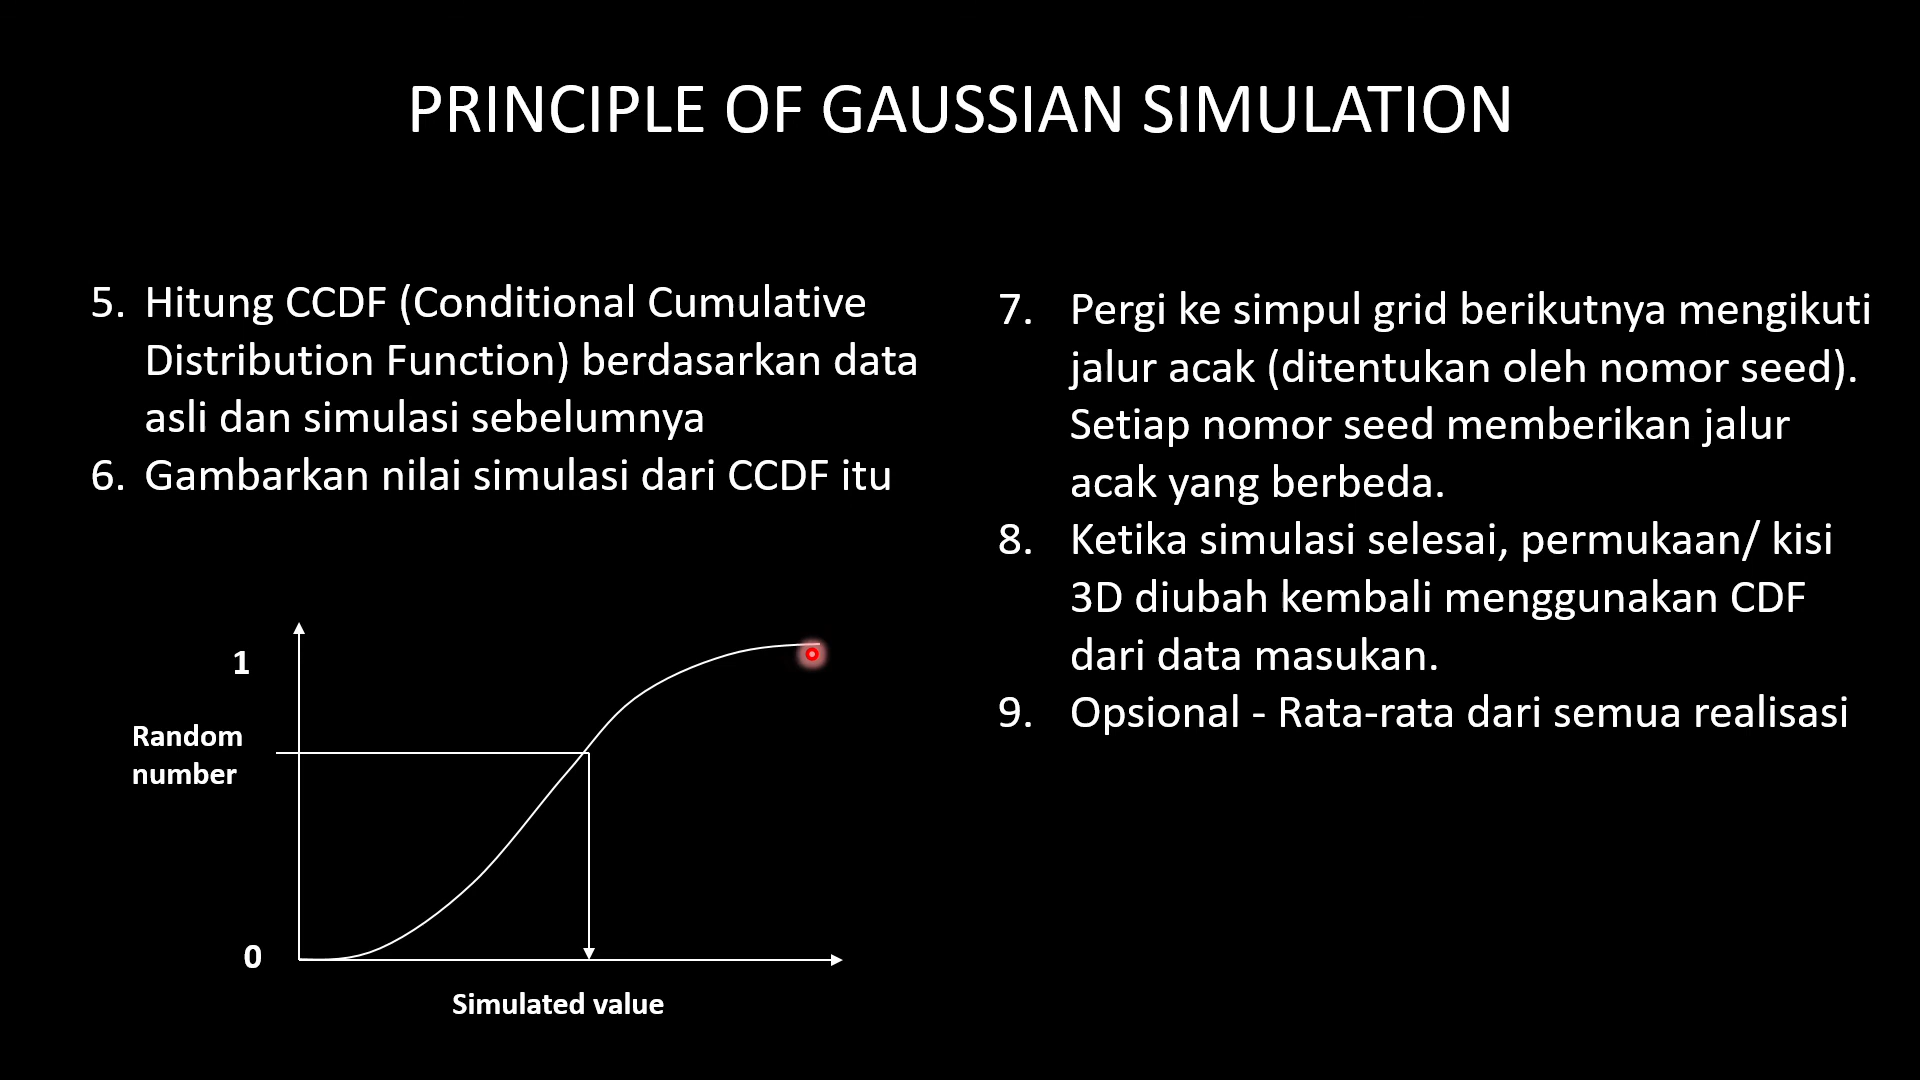 PRINCIPLE OF GAUSSIAN SIMULATION
5. Hitung CCDF (Conditional Cumulative
Distribution Function) berdasarkan data
asli dan simulasi sebelumnya
6. Gambarkan nilai simulasi dari CCDF itu
1
Random
number
0
Simulated value
7. Pergi ke simpul grid berikutnya mengikuti
jalur acak (ditentukan oleh nomor seed).
Setiap nomor seed memberikan jalur
acak yang berbeda.
8. Ketika simulasi selesai, permukaan/ kisi
3D diubah kembali menggunakan CDF
dari data masukan.
9. Opsional - Rata-rata dari semua realisasi